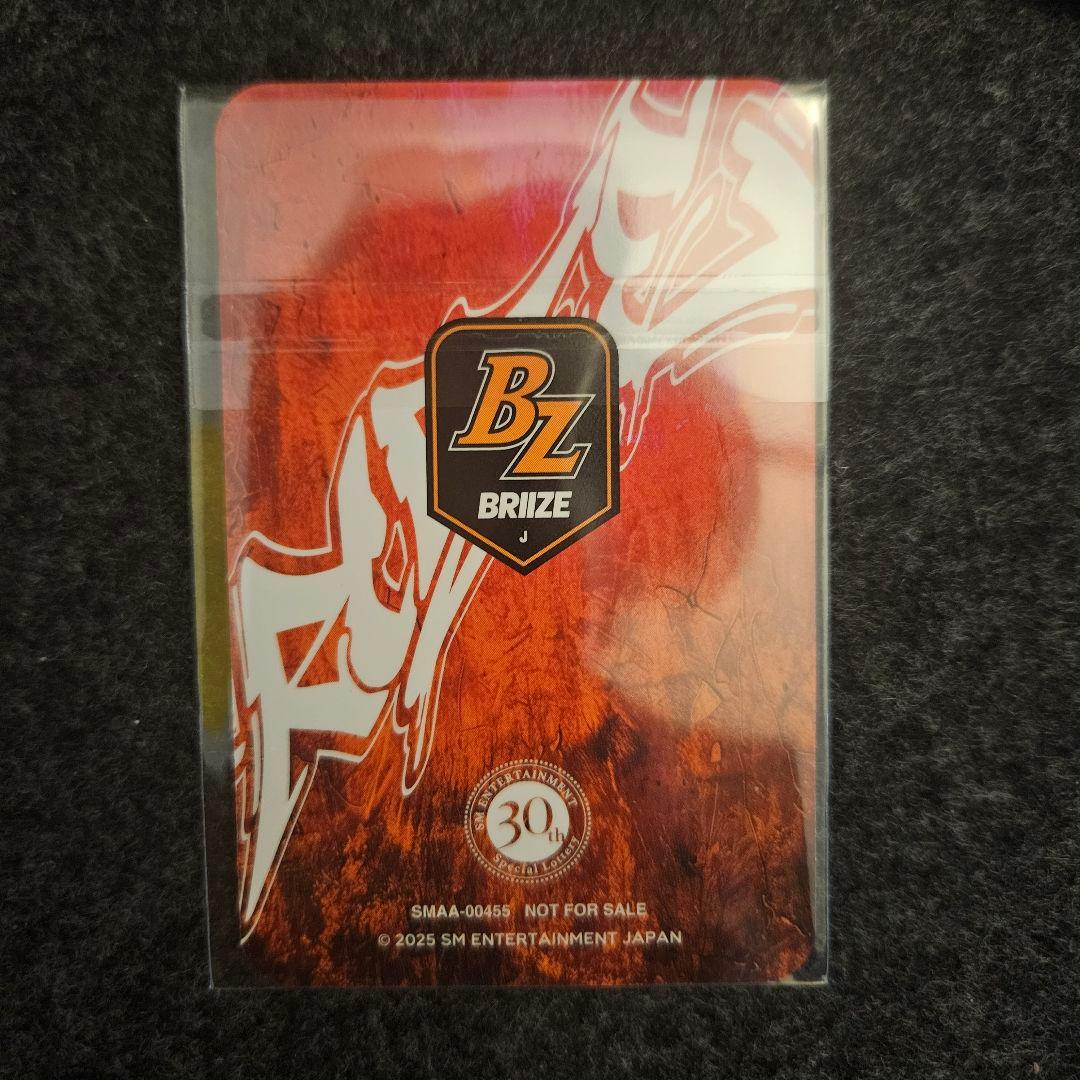 BZ
BRIIZE
J
SM ENTERTAINMENT
30th
Special Lottery
SMAA-00455 NOT FOR SALE
© 2025 SM ENTERTAINMENT JAPAN